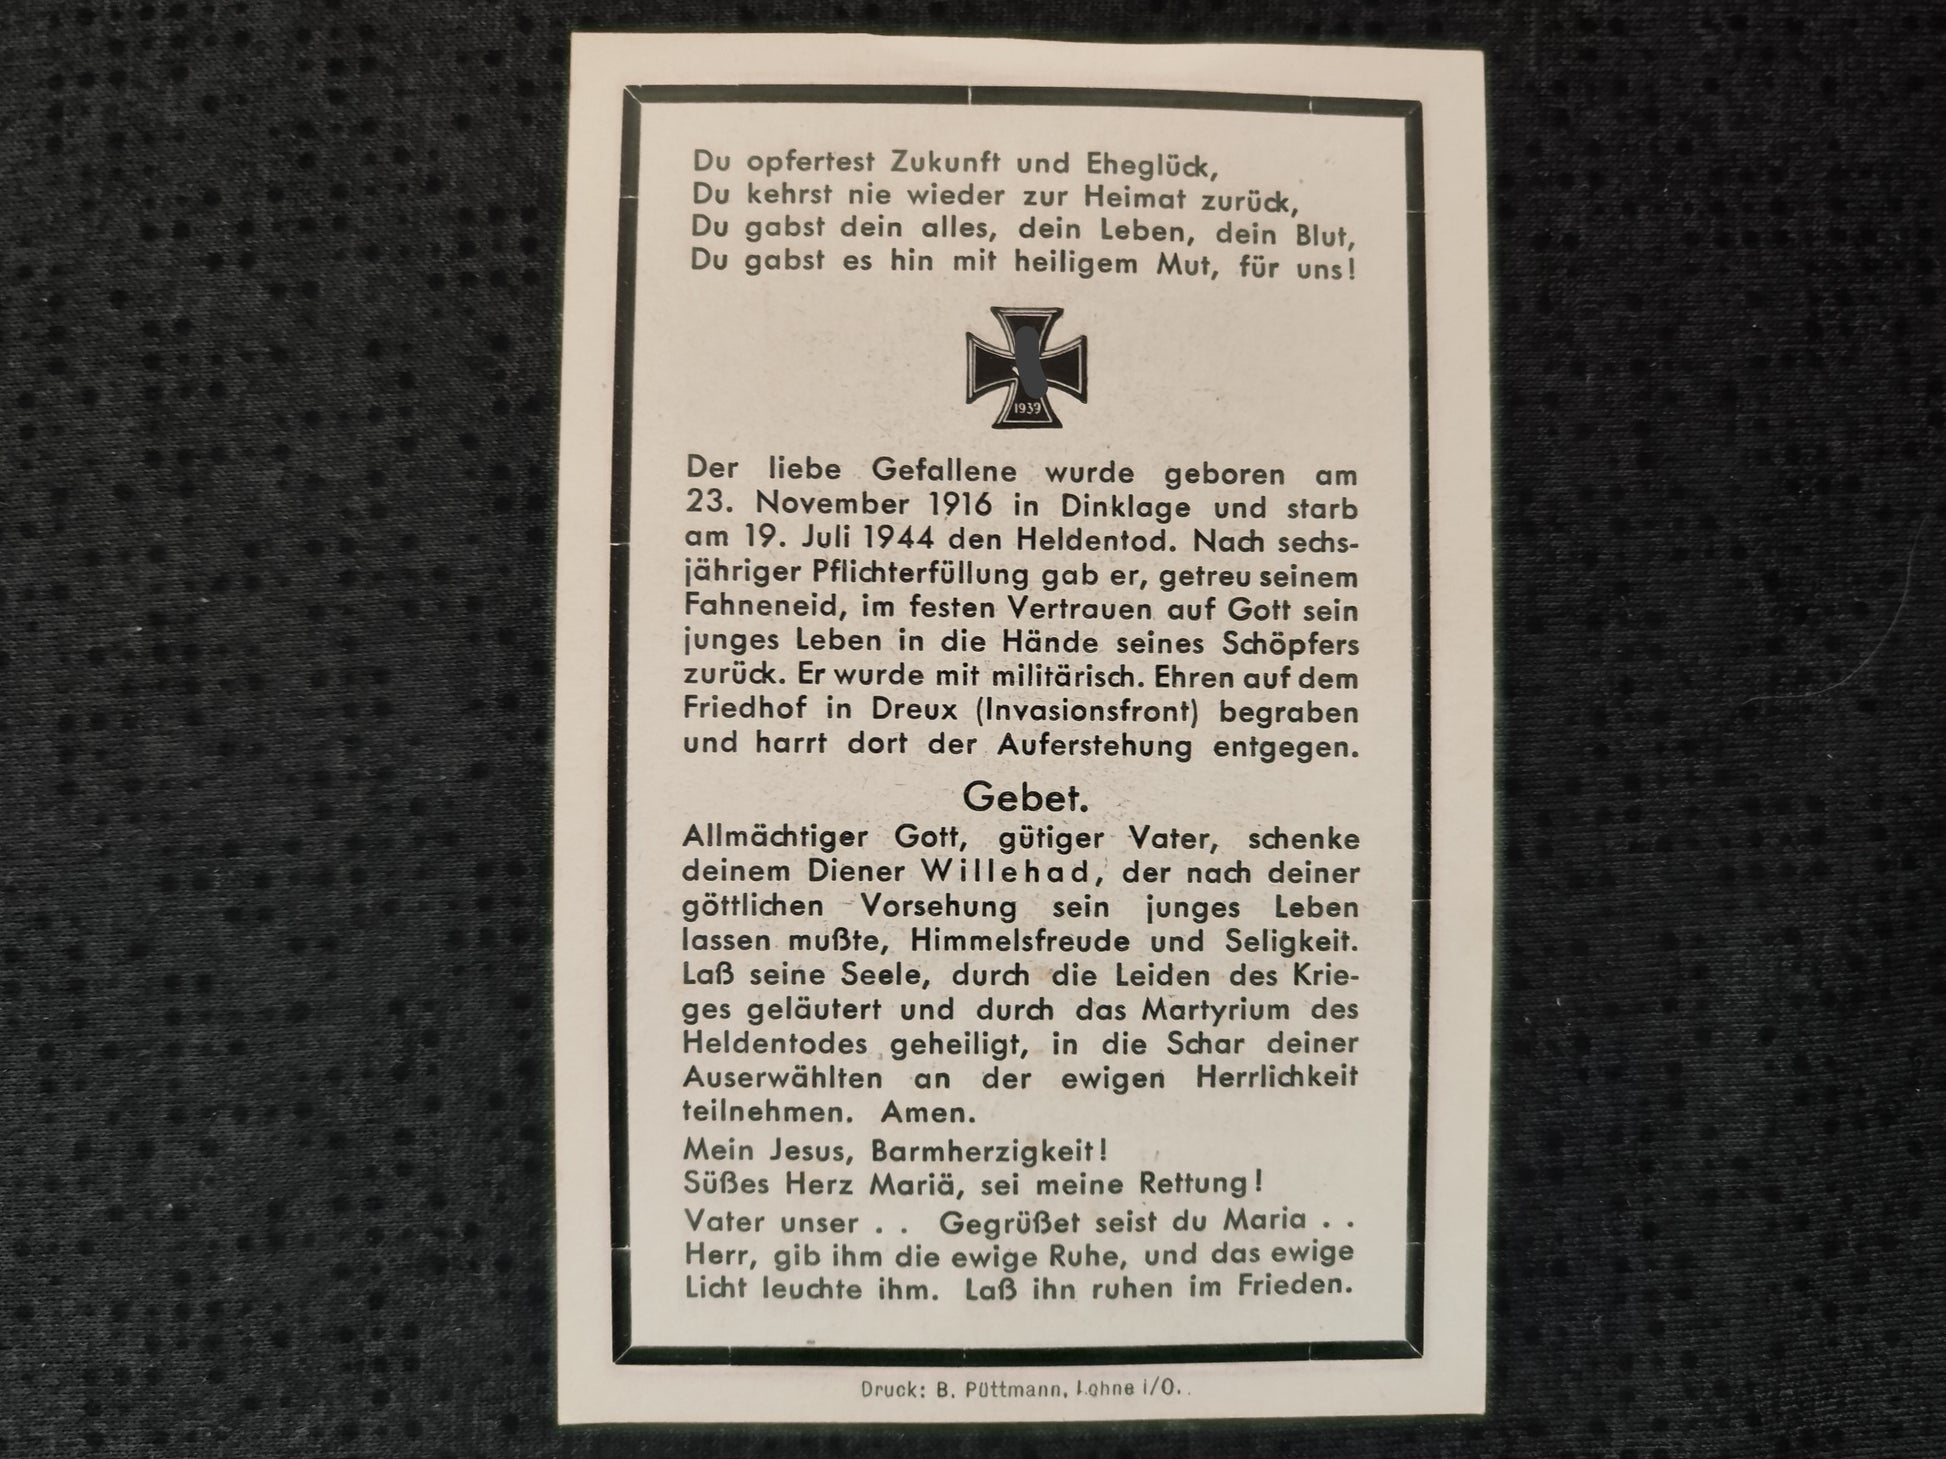 Du opfertest Zukunft und Eheglück,
Du kehrst nie wieder zur Heimat zurück,
Du gabst dein alles, dein Leben, dein Blut,
Du gabst es hin mit heiligem Mut, für uns!
1939
Der liebe Gefallene wurde geboren am
23. November 1916 in Dinklage und starb
am 19. Juli 1944 den Heldentod. Nach sechs-
jähriger Pflichterfüllung gab er, getreu seinem
Fahneneid, im festen Vertrauen auf Gott sein
junges Leben in die Hände seines Schöpfers
zurück. Er wurde mit militärisch. Ehren auf dem
Friedhof in Dreux (Invasionsfront) begraben
und harrt dort der Auferstehung entgegen.
Gebet.
Allmächtiger Gott, gütiger Vater, schenke
deinem Diener Willehad, der nach deiner
göttlichen Vorsehung sein junges Leben
lassen mußte, Himmelsfreude und Seligkeit.
Laß seine Seele, durch die Leiden des Krie-
ges geläutert und durch das Martyrium des
Heldentodes geheiligt, in die Schar deiner
Auserwählten an der ewigen Herrlichkeit
teilnehmen. Amen.
Mein Jesus, Barmherzigkeit!
Süßes Herz Mariä, sei meine Rettung!
Vater unser . . Gegrüßet seist du Maria . .
Herr, gib ihm die ewige Ruhe, und das ewige
Licht leuchte ihm. Laß ihn ruhen im Frieden.
Druck: B. Püttmann, Lohne i/O.